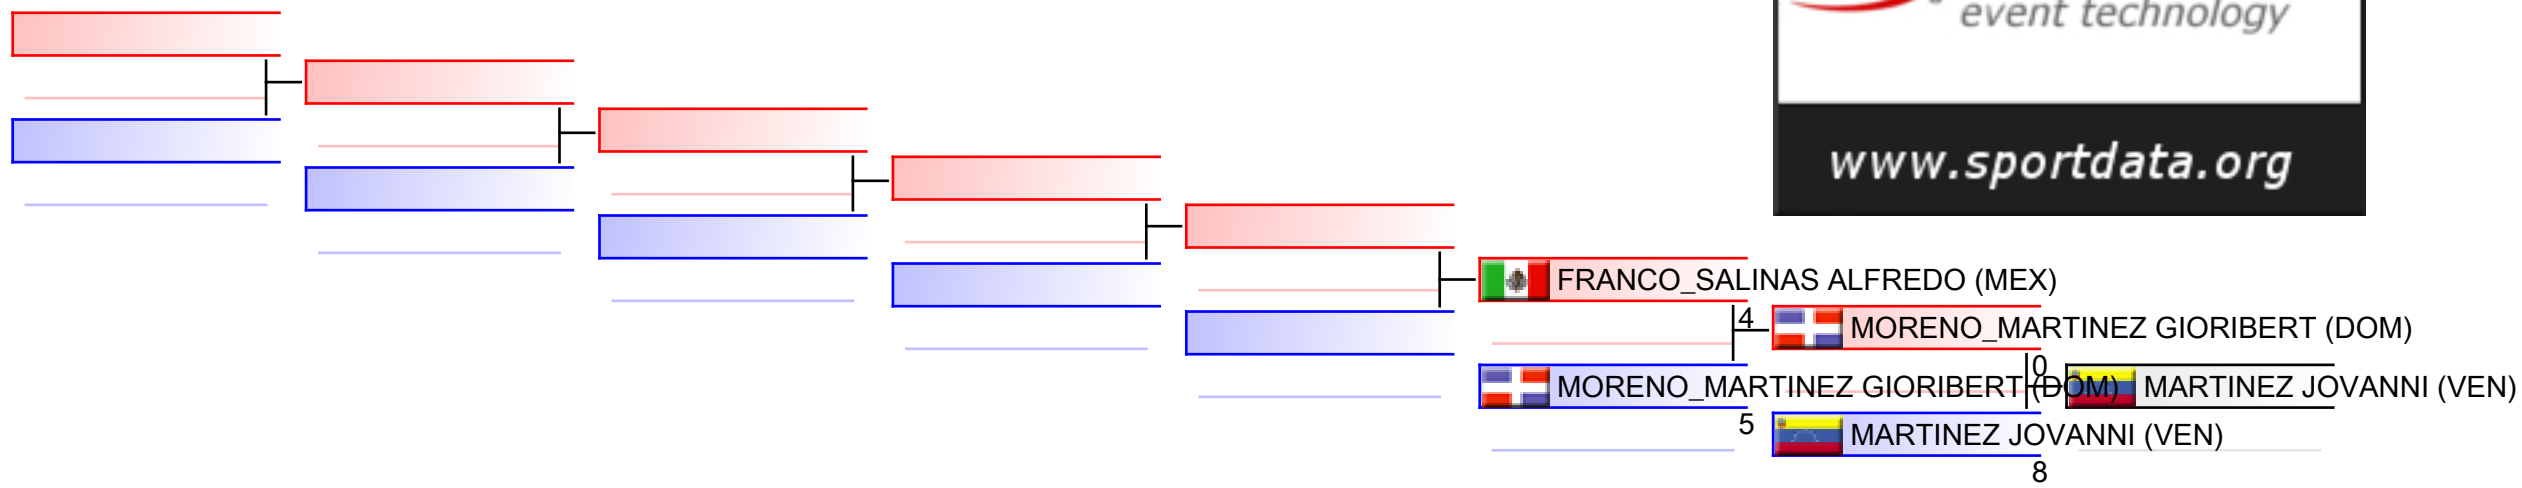 event technology
www.sportdata.org
FRANCO_SALINAS ALFREDO (MEX)
4
MORENO_MARTINEZ GIORIBERT (DOM)
0
MORENO_MARTINEZ GIORIBERT (DOM)
MARTINEZ JOVANNI (VEN)
5
MARTINEZ JOVANNI (VEN)
8